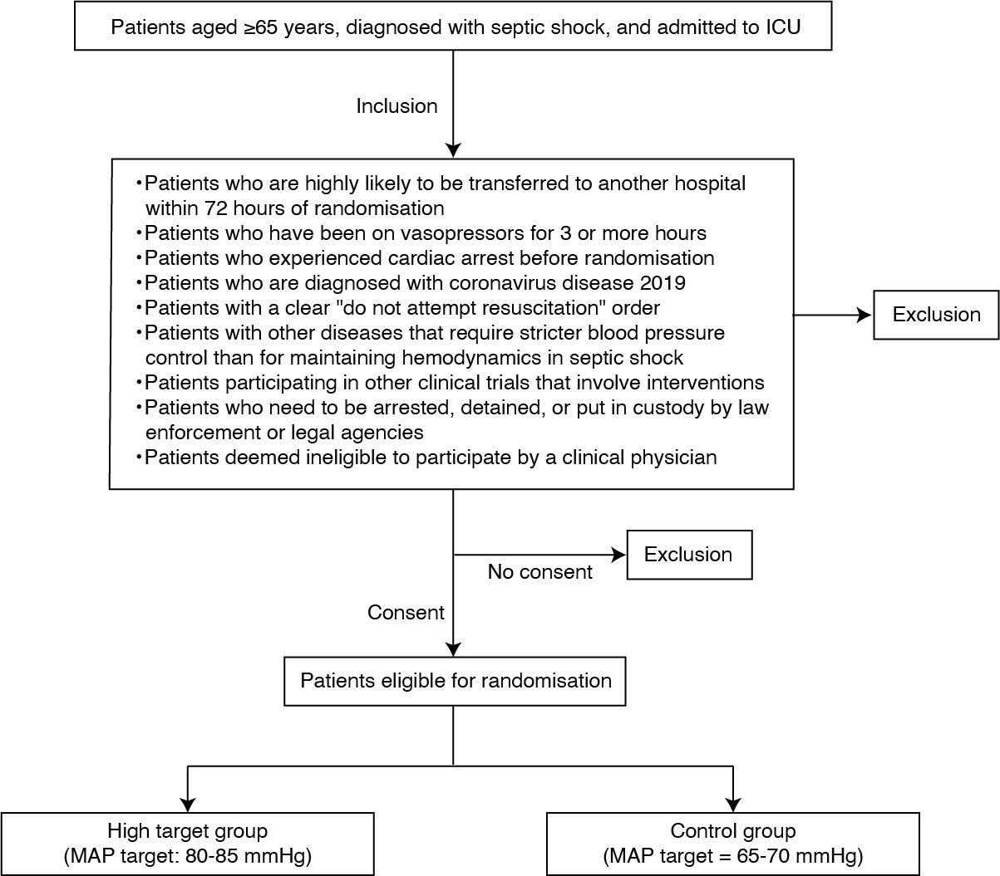 Patients aged ≥65 years, diagnosed with septic shock, and admitted to ICU
Inclusion
・Patients who are highly likely to be transferred to another hospital
within 72 hours of randomisation
・Patients who have been on vasopressors for 3 or more hours
・Patients who experienced cardiac arrest before randomisation
・Patients who are diagnosed with coronavirus disease 2019
・Patients with a clear "do not attempt resuscitation" order
・Patients with other diseases that require stricter blood pressure
control than for maintaining hemodynamics in septic shock
・Patients participating in other clinical trials that involve interventions
・Patients who need to be arrested, detained, or put in custody by law
enforcement or legal agencies
・Patients deemed ineligible to participate by a clinical physician
Exclusion
Exclusion
No consent
Consent
Patients eligible for randomisation
High target group
(MAP target: 80-85 mmHg)
Control group
(MAP target = 65-70 mmHg)